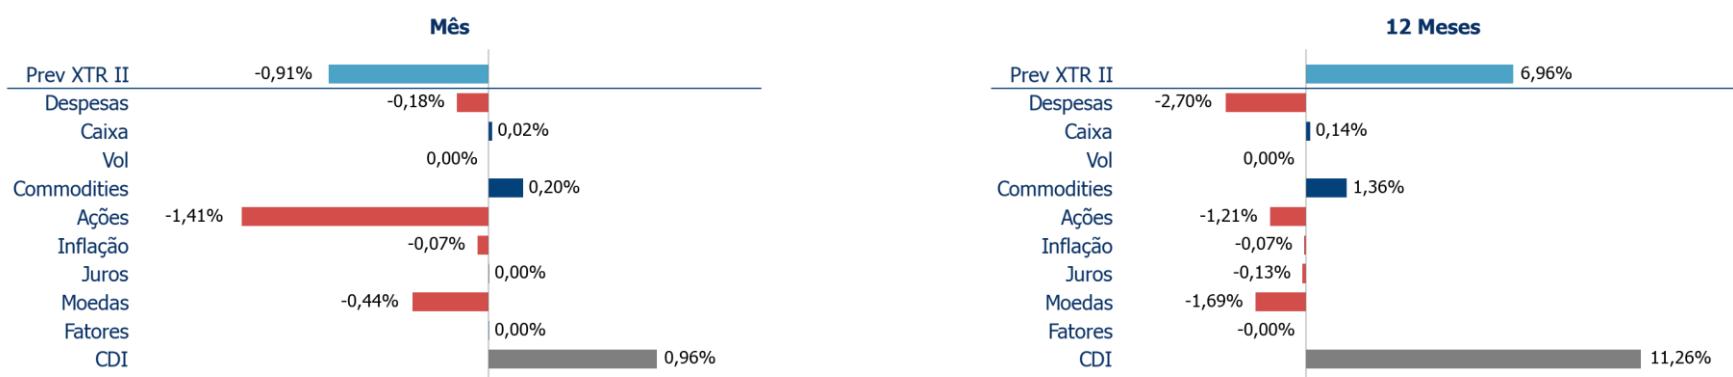 Mês
Prev XTR II -0,91%
Despesas -0,18%
Caixa 0,02%
Vol 0,00%
Commodities 0,20%
Ações -1,41%
Inflação -0,07%
Juros 0,00%
Moedas -0,44%
Fatores 0,00%
CDI 0,96%
12 Meses
Prev XTR II 6,96%
Despesas -2,70%
Caixa 0,14%
Vol 0,00%
Commodities 1,36%
Ações -1,21%
Inflação -0,07%
Juros -0,13%
Moedas -1,69%
Fatores -0,00%
CDI 11,26%